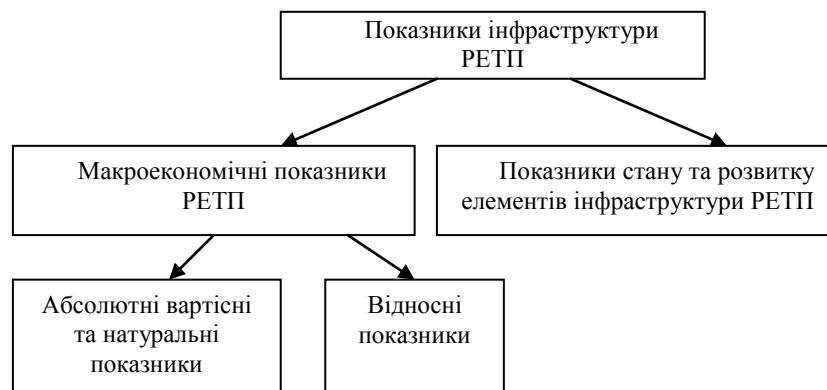 Показники інфраструктури
РЕТП
Макроекономічні показники
РЕТП
Показники стану та розвитку
елементів інфраструктури РЕТП
Абсолютні вартісні
та натуральні
показники
Відносні
показники